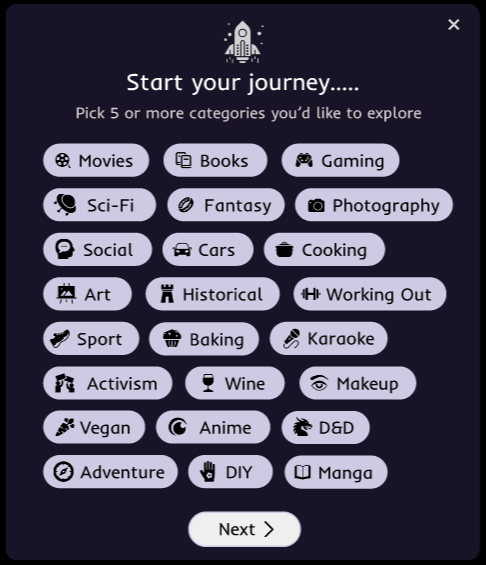 Start your journey.....
Pick 5 or more categories you'd like to explore
Movies Books Gaming
Sci-Fi Fantasy Photography
Social Cars Cooking
Art Historical Working Out
Sport Baking Karaoke
Activism Wine Makeup
Vegan Anime D&D
Adventure DIY Manga
Next